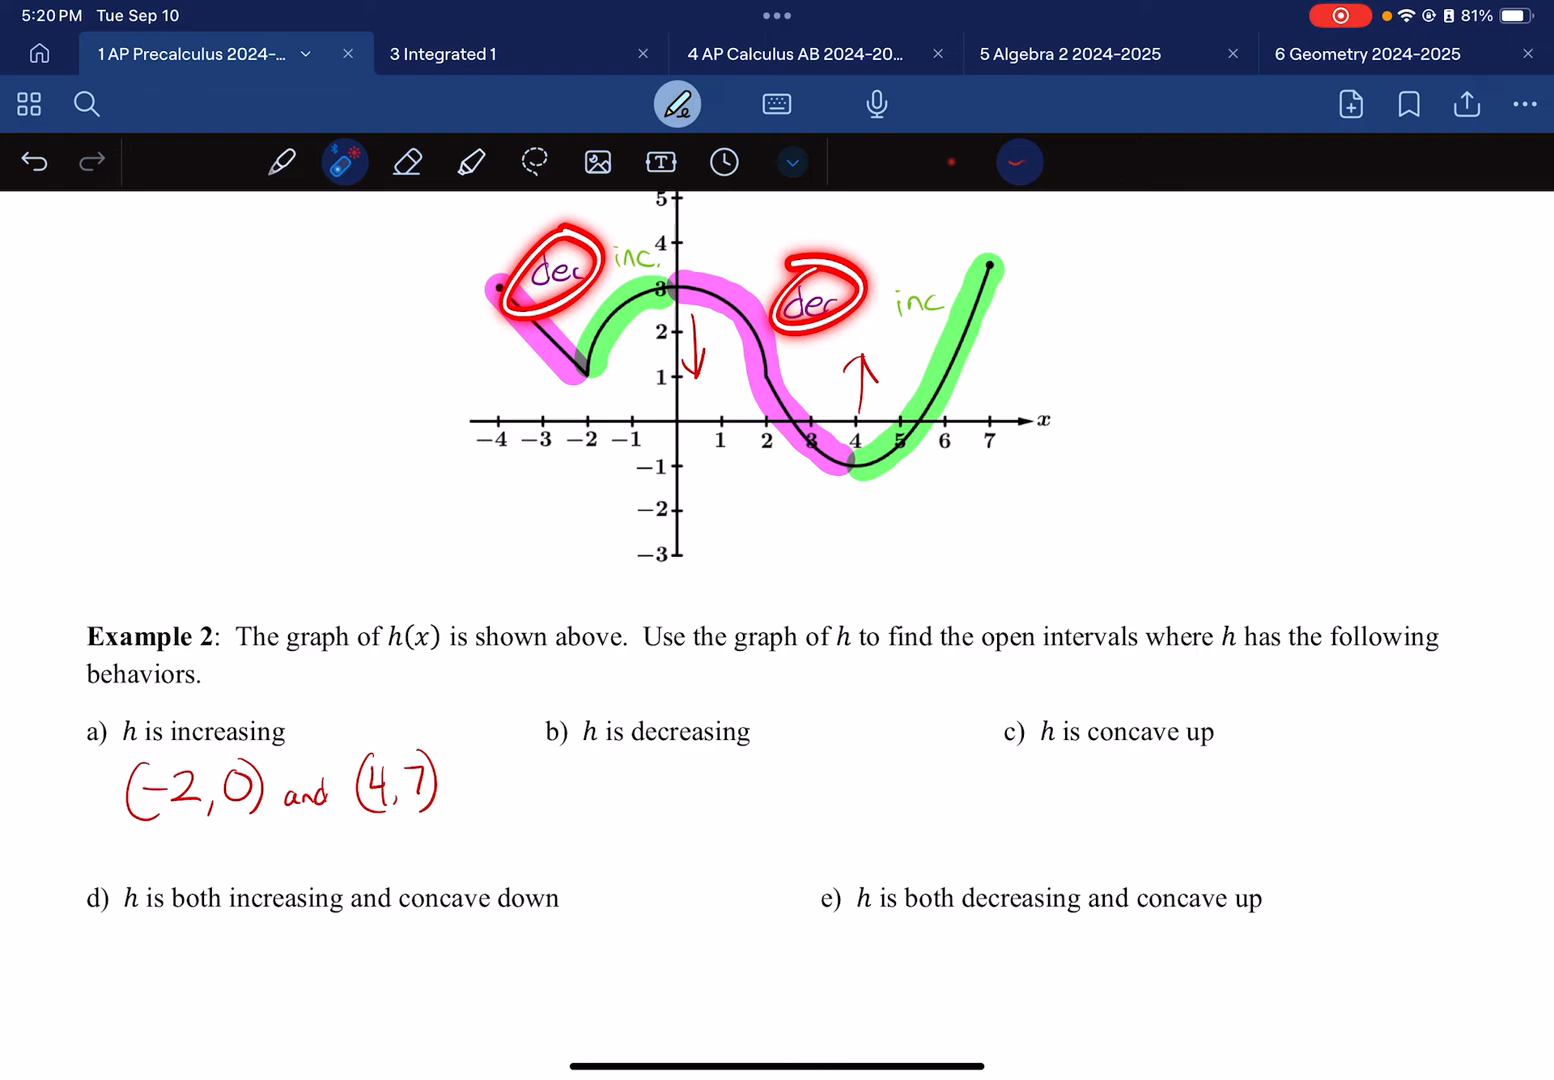 5:20 PM Tue Sep 10
81%
1 AP Precalculus 2024-...
3 Integrated 1
4 AP Calculus AB 2024-20...
5 Algebra 2 2024-2025
6 Geometry 2024-2025
T
5
dec
inc.
4
3
dec
inc
2
1
x
−4 −3 −2 −1 1 2 3 4 5 6 7
−1
−2
−3
Example 2: The graph of h(x) is shown above. Use the graph of h to find the open intervals where h has the following
behaviors.
a) h is increasing
b) h is decreasing
c) h is concave up
(−2, 0) and (4, 7)
d) h is both increasing and concave down
e) h is both decreasing and concave up